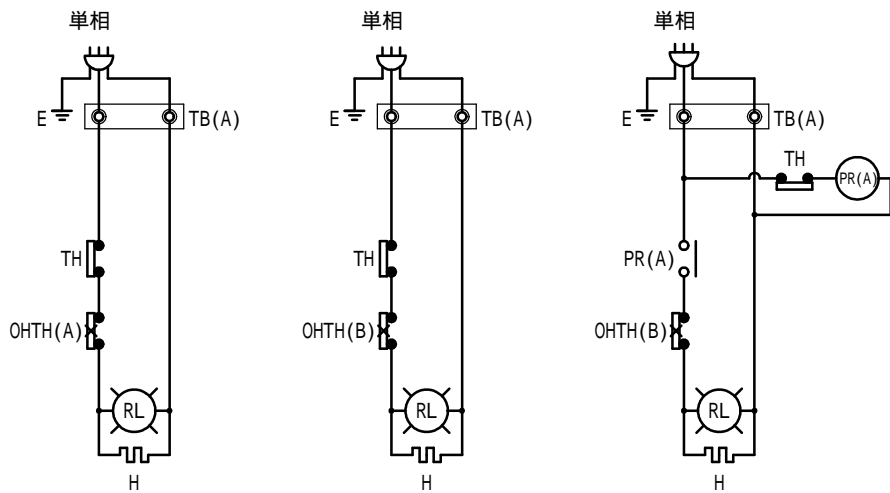 単相
単相
単相
E
TB(A)
E
TB(A)
E
TB(A)
TH
PR(A)
TH
TH
PR(A)
OHTH(A)
OHTH(B)
OHTH(B)
RL
RL
RL
H
H
H